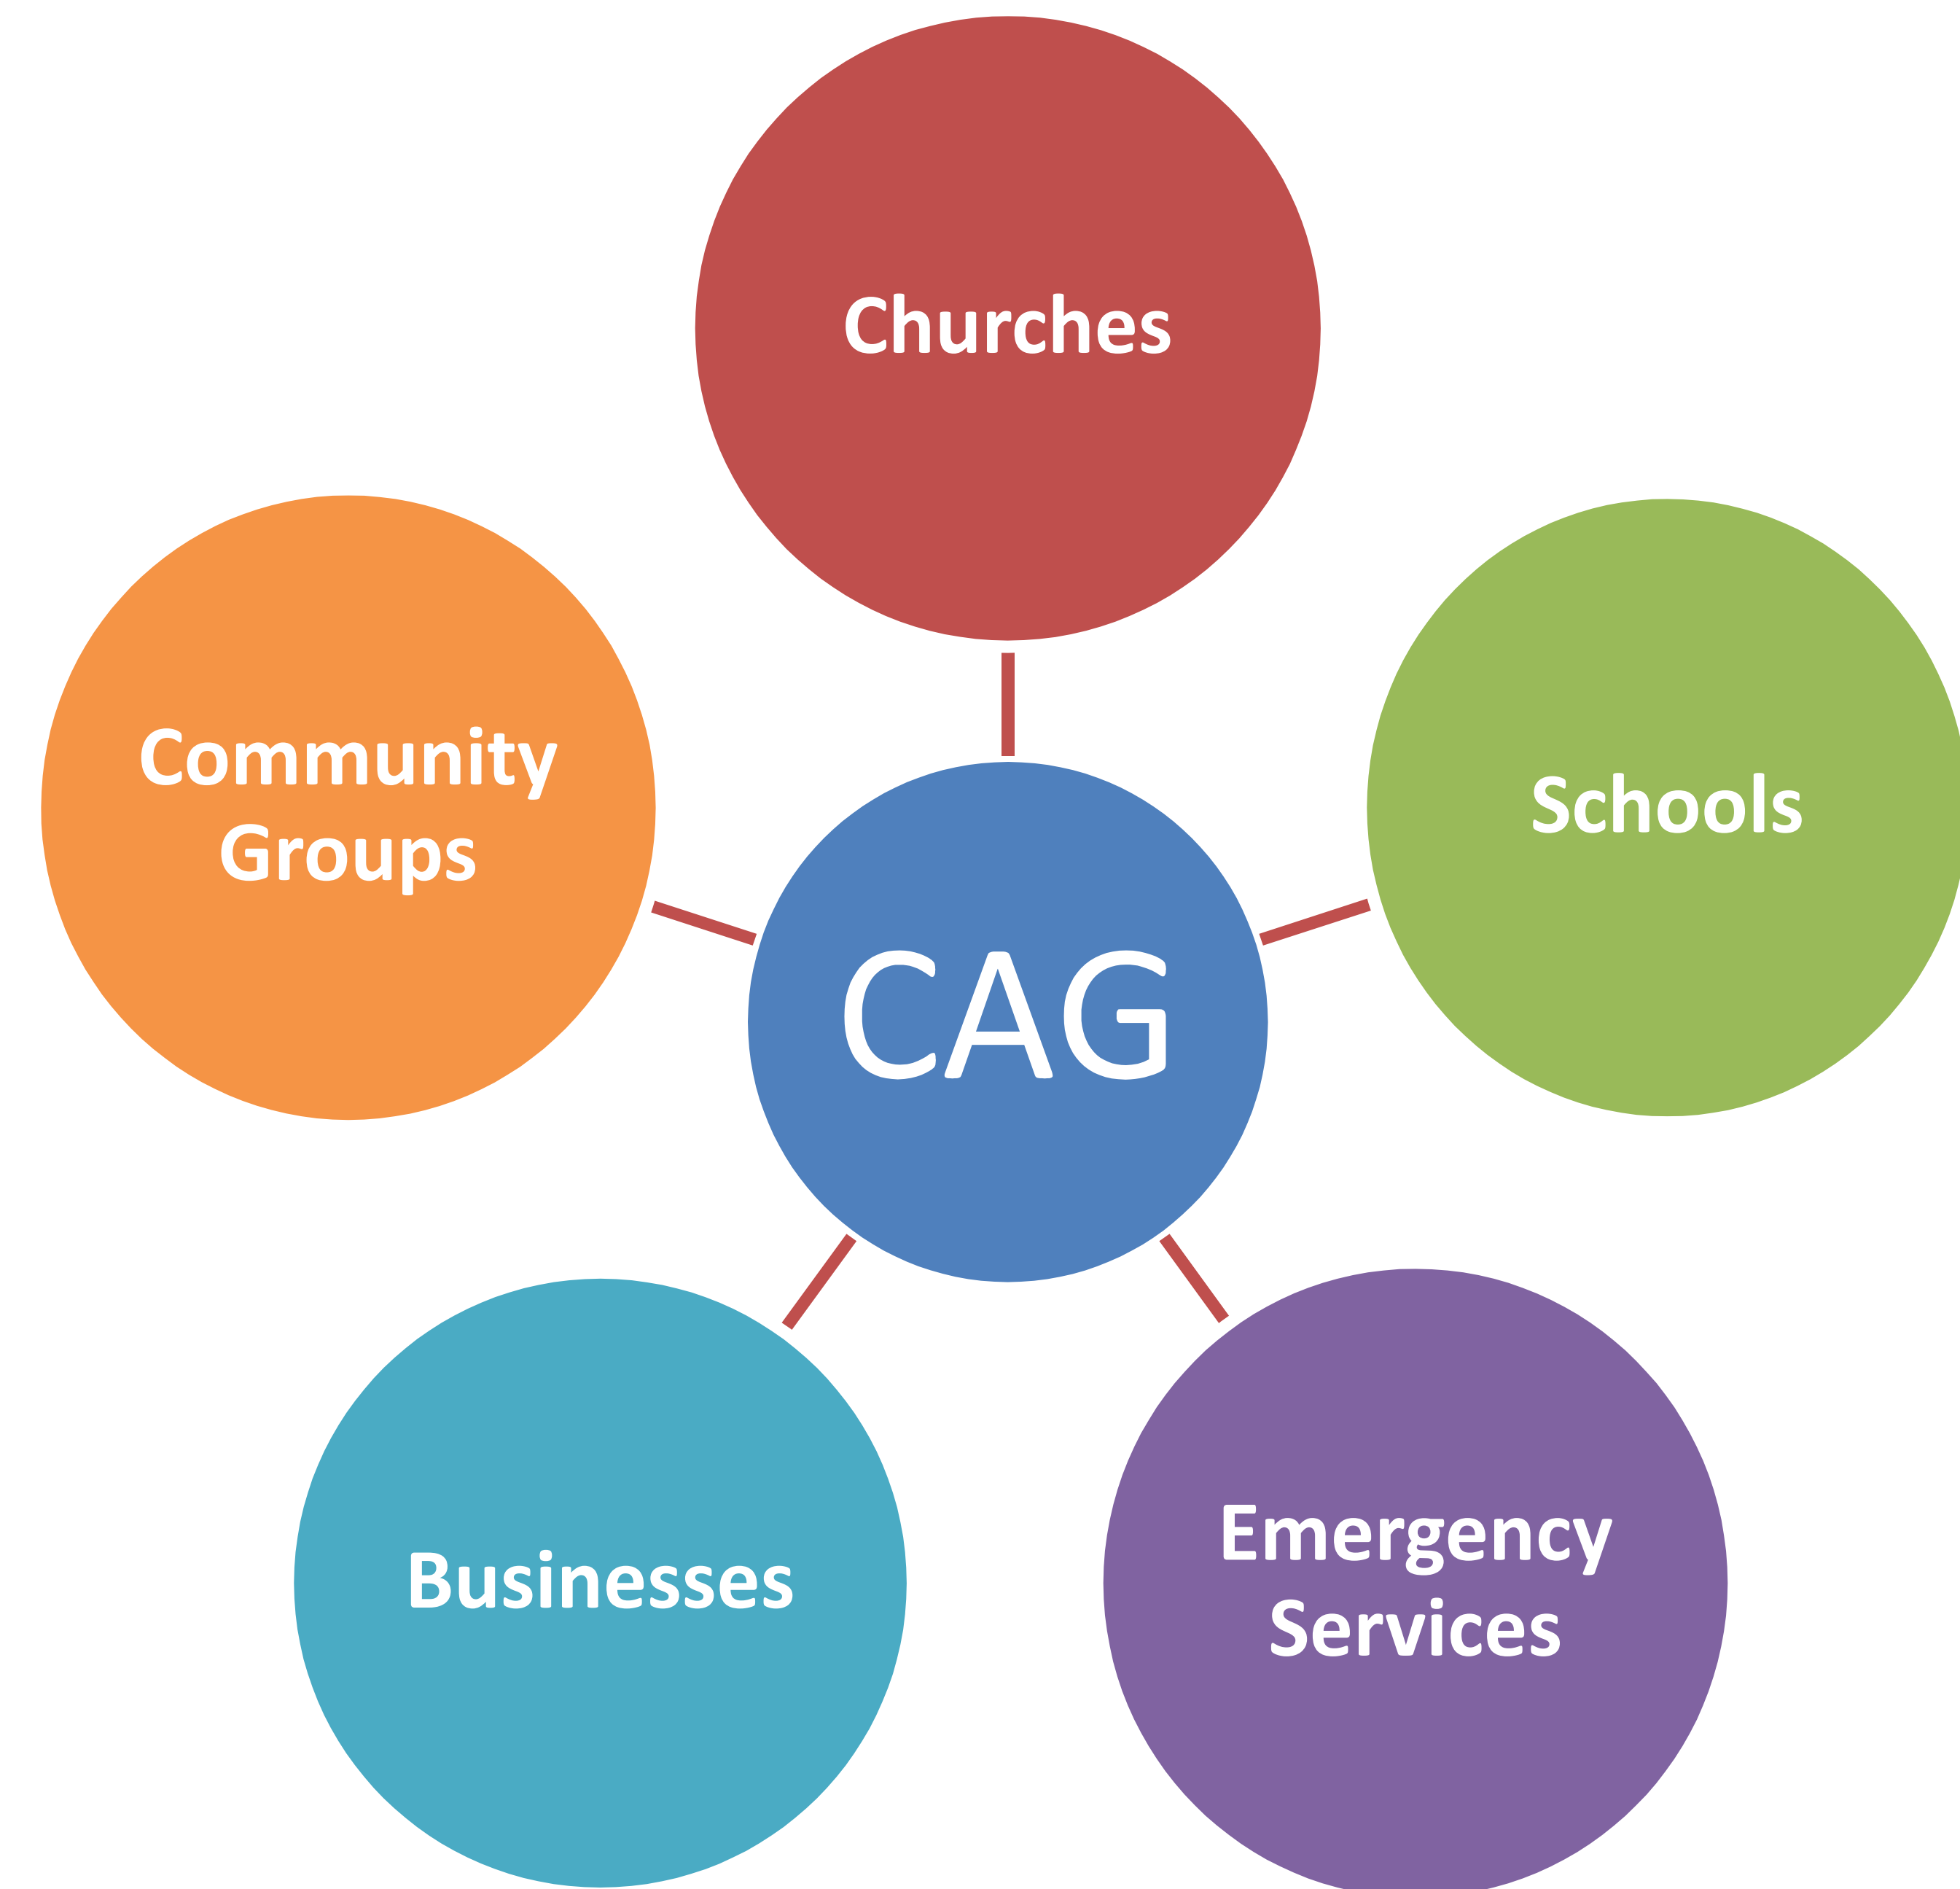 Churches
Community
Groups
Schools
CAG
Businesses
Emergency
Services